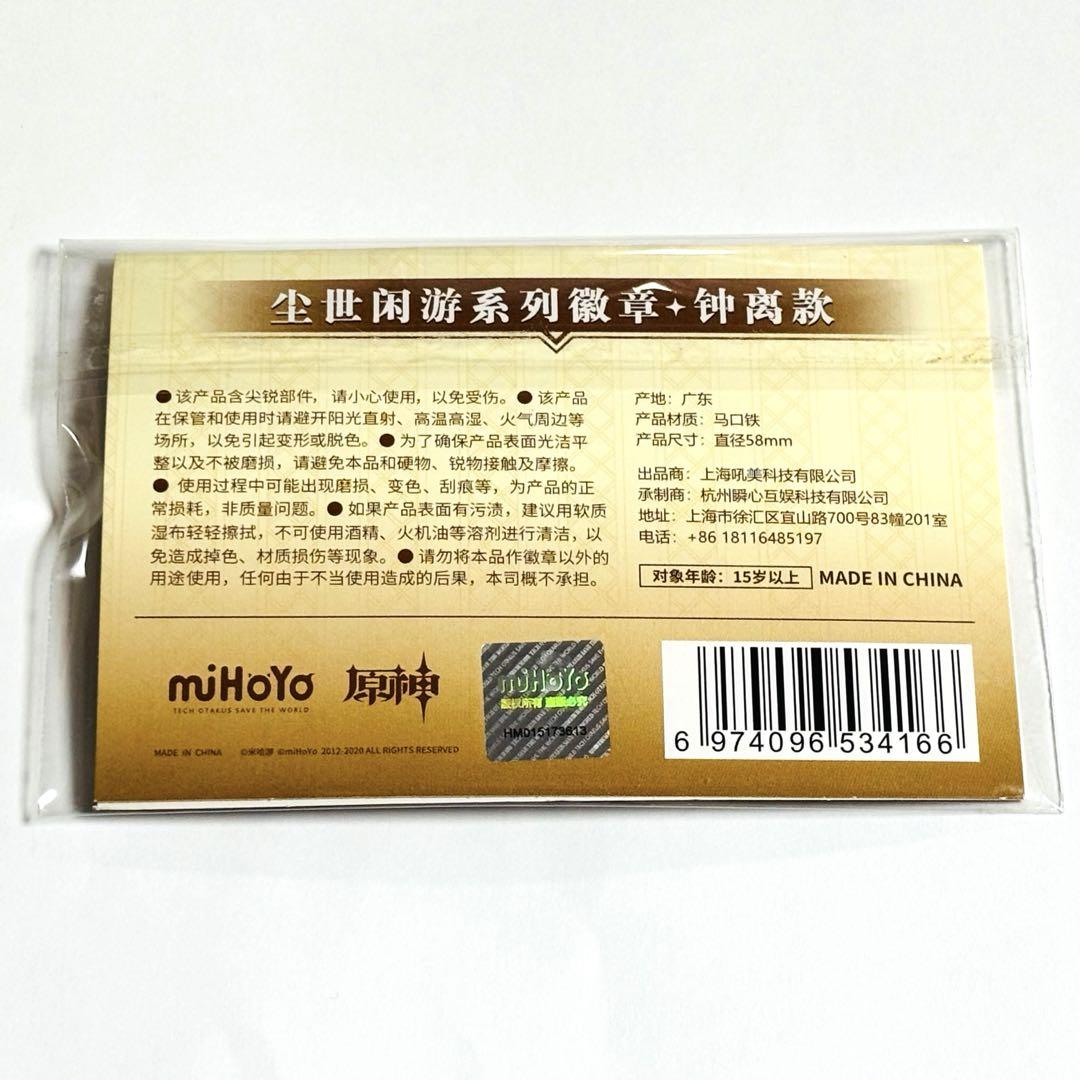 尘世闲游系列徽章✦钟离款
●该产品含尖锐部件，请小心使用，以免受伤。●该产品
在保管和使用时请避开阳光直射、高温高湿、火气周边等
场所，以免引起变形或脱色。●为了确保产品表面光洁平
整以及不被磨损，请避免本品和硬物、锐物接触及摩擦。
● 使用过程中可能出现磨损、变色、刮痕等，为产品的正
常损耗，非质量问题。●如果产品表面有污渍，建议用软质
湿布轻轻擦拭，不可使用酒精、火机油等溶剂进行清洁，以
免造成掉色、材质损伤等现象。●请勿将本品作徽章以外的
用途使用，任何由于不当使用造成的后果，本司概不承担。
产地：广东
产品材质：马口铁
产品尺寸：直径58mm
出品商：上海吼美科技有限公司
承制商：杭州瞬心互娱科技有限公司
地址：上海市徐汇区宜山路700号83幢201室
电话：+86 18116485197
对象年龄：15岁以上 MADE IN CHINA
miHoYo
TECH OTAKUS SAVE THE WORLD
原神
MADE IN CHINA ©米哈游 ©miHoYo 2012-2020 ALL RIGHTS RESERVED
miHoYo
版权所有 盗版必究
HM015173613
6 974096 534166